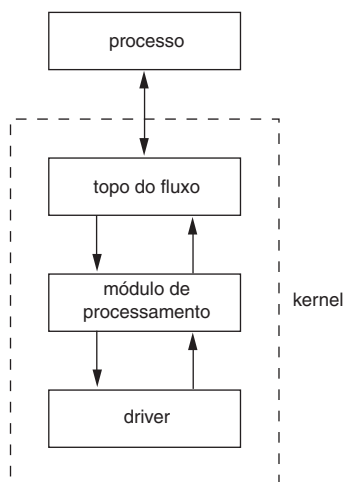 processo
topo do fluxo
módulo de
processamento
kernel
driver